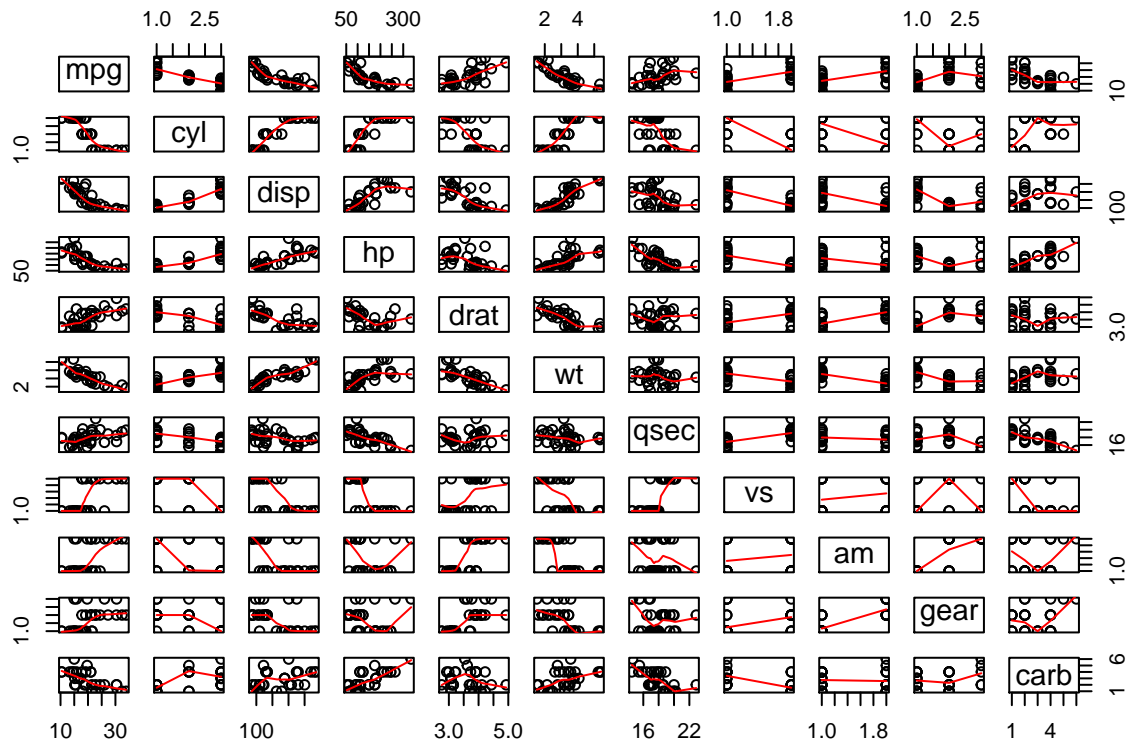 1.0 2.5 50 300 2 4 1.0 1.8 1.0 2.5
mpg 10
1.0 cyl
disp 100
50 hp
drat 3.0
2 wt
qsec 16
1.0 vs
am 1.0
1.0 gear
carb 1 6
10 30 100 3.0 5.0 16 22 1.0 1.8 1 4